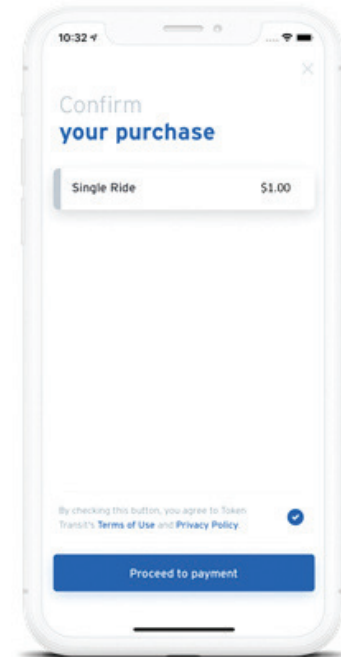 10:32
Confirm
your purchase
Single Ride $1.00
By checking this button, you agree to Token
Transit's Terms of Use and Privacy Policy.
Proceed to payment